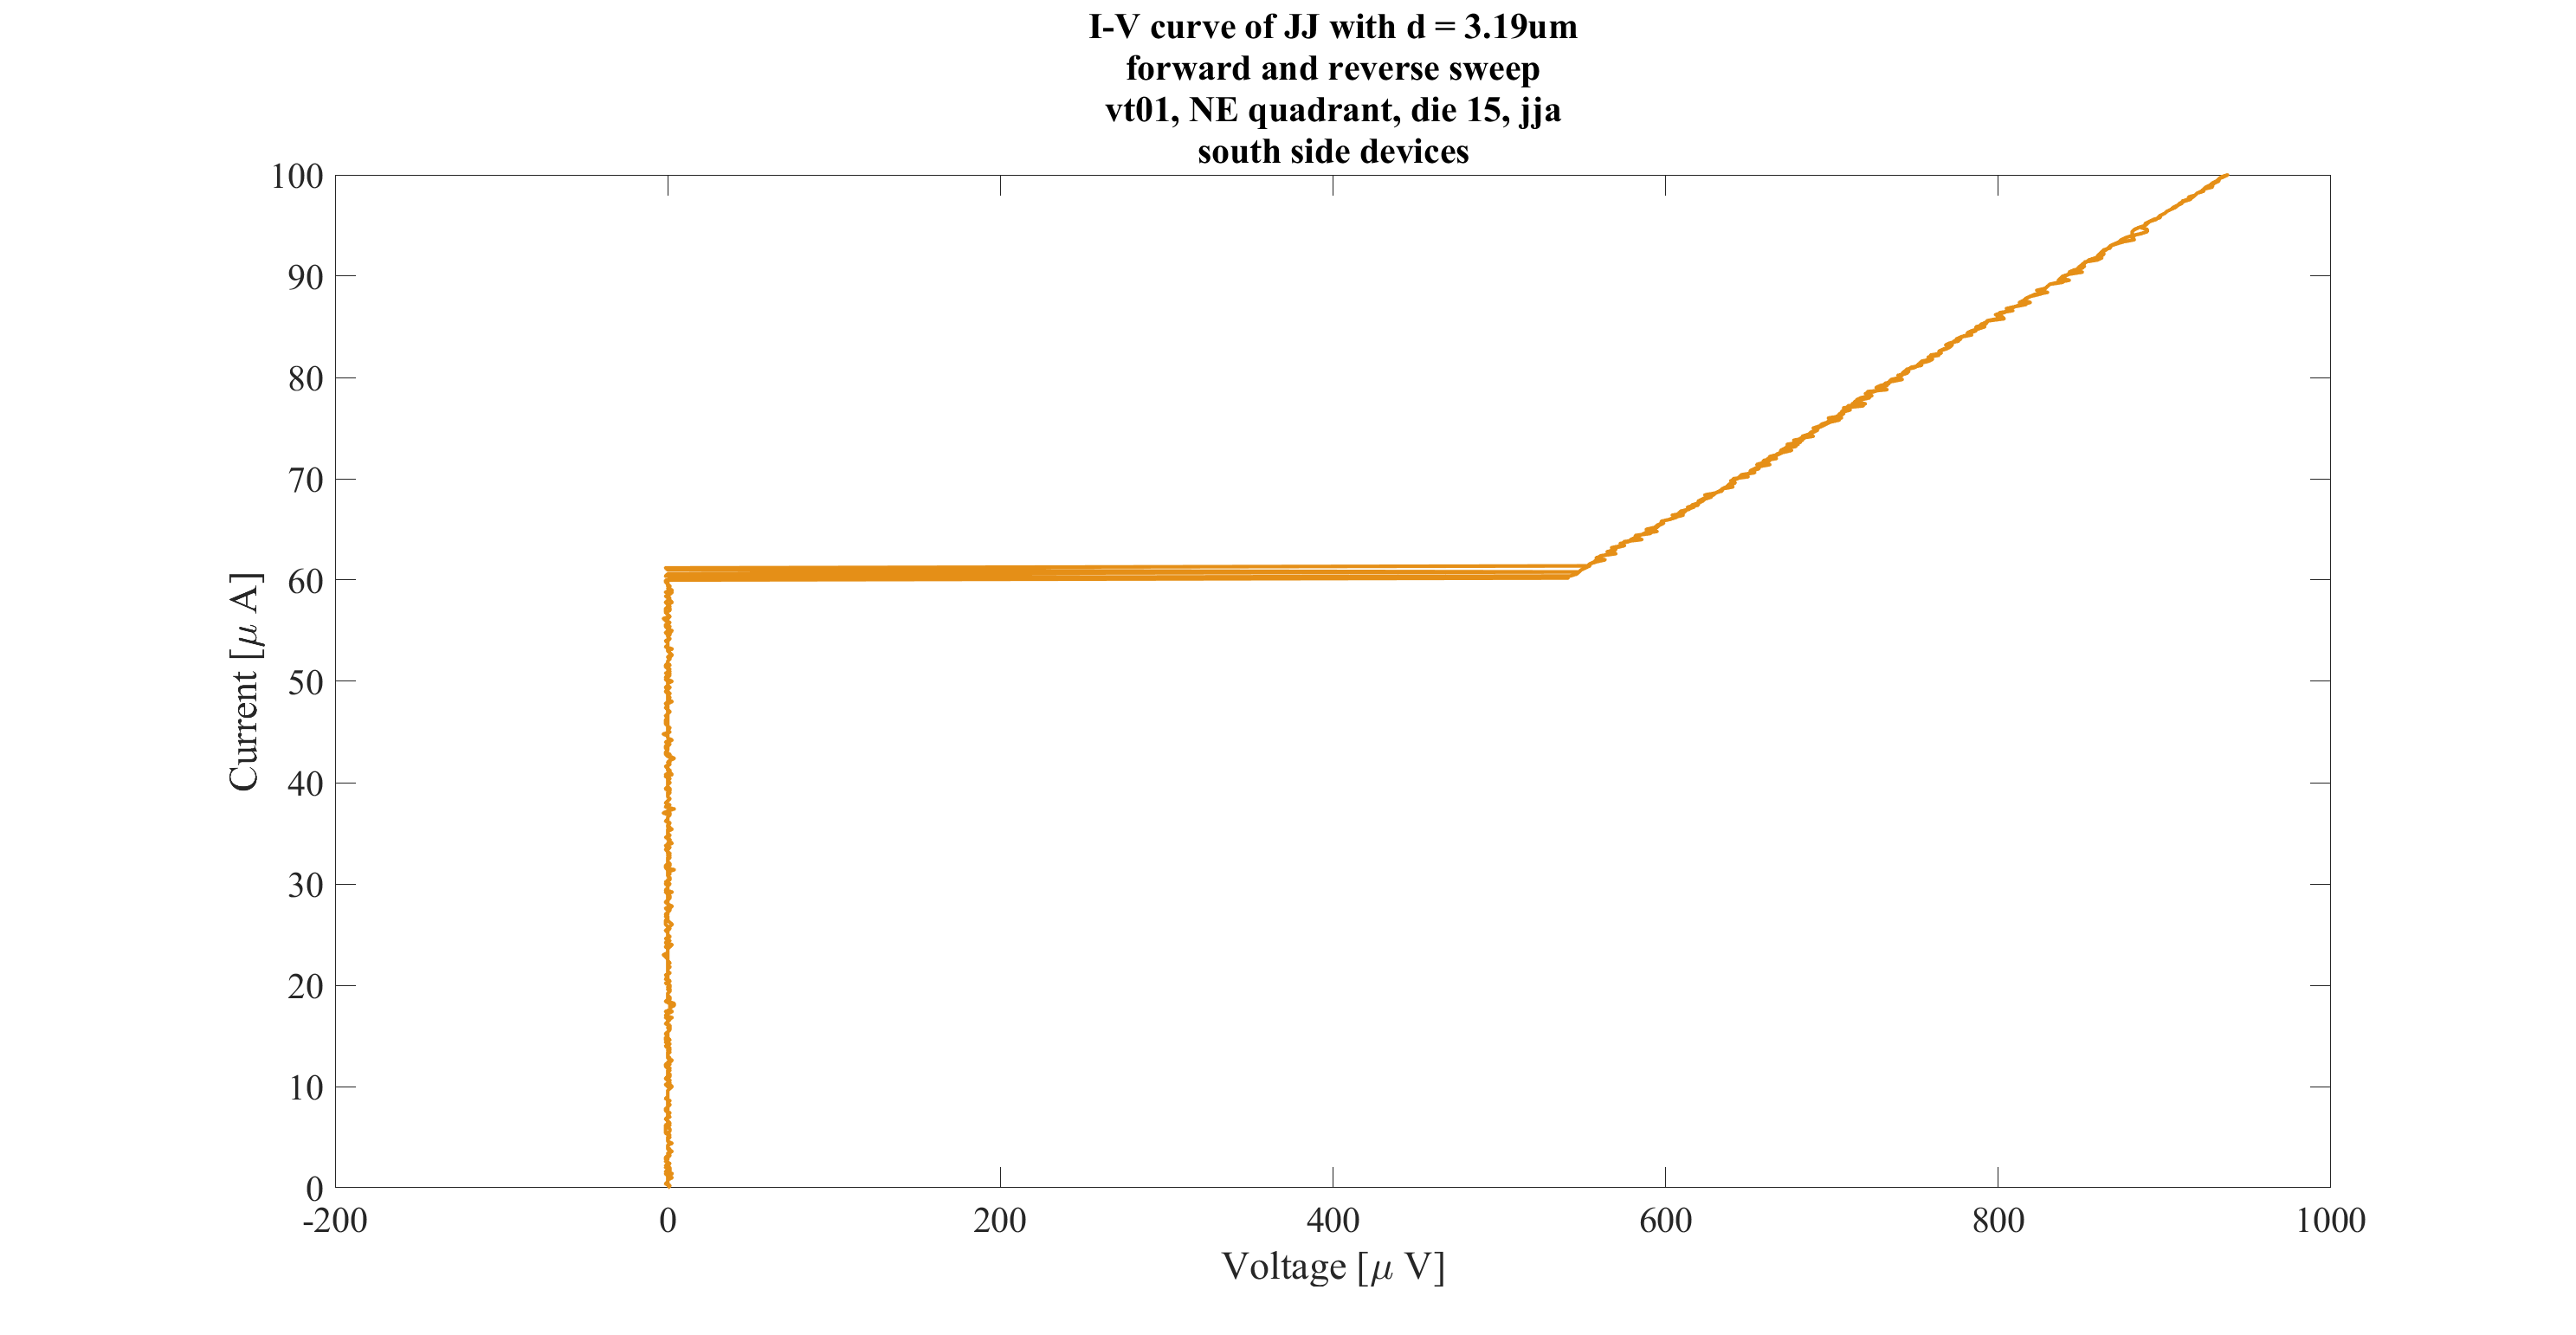 I-V curve of JJ with d = 3.19um
forward and reverse sweep
vt01, NE quadrant, die 15, jja
south side devices
100
90
80
70
60
50
40
30
20
10
0
Current [μ A]
-200 0 200 400 600 800 1000
Voltage [μ V]